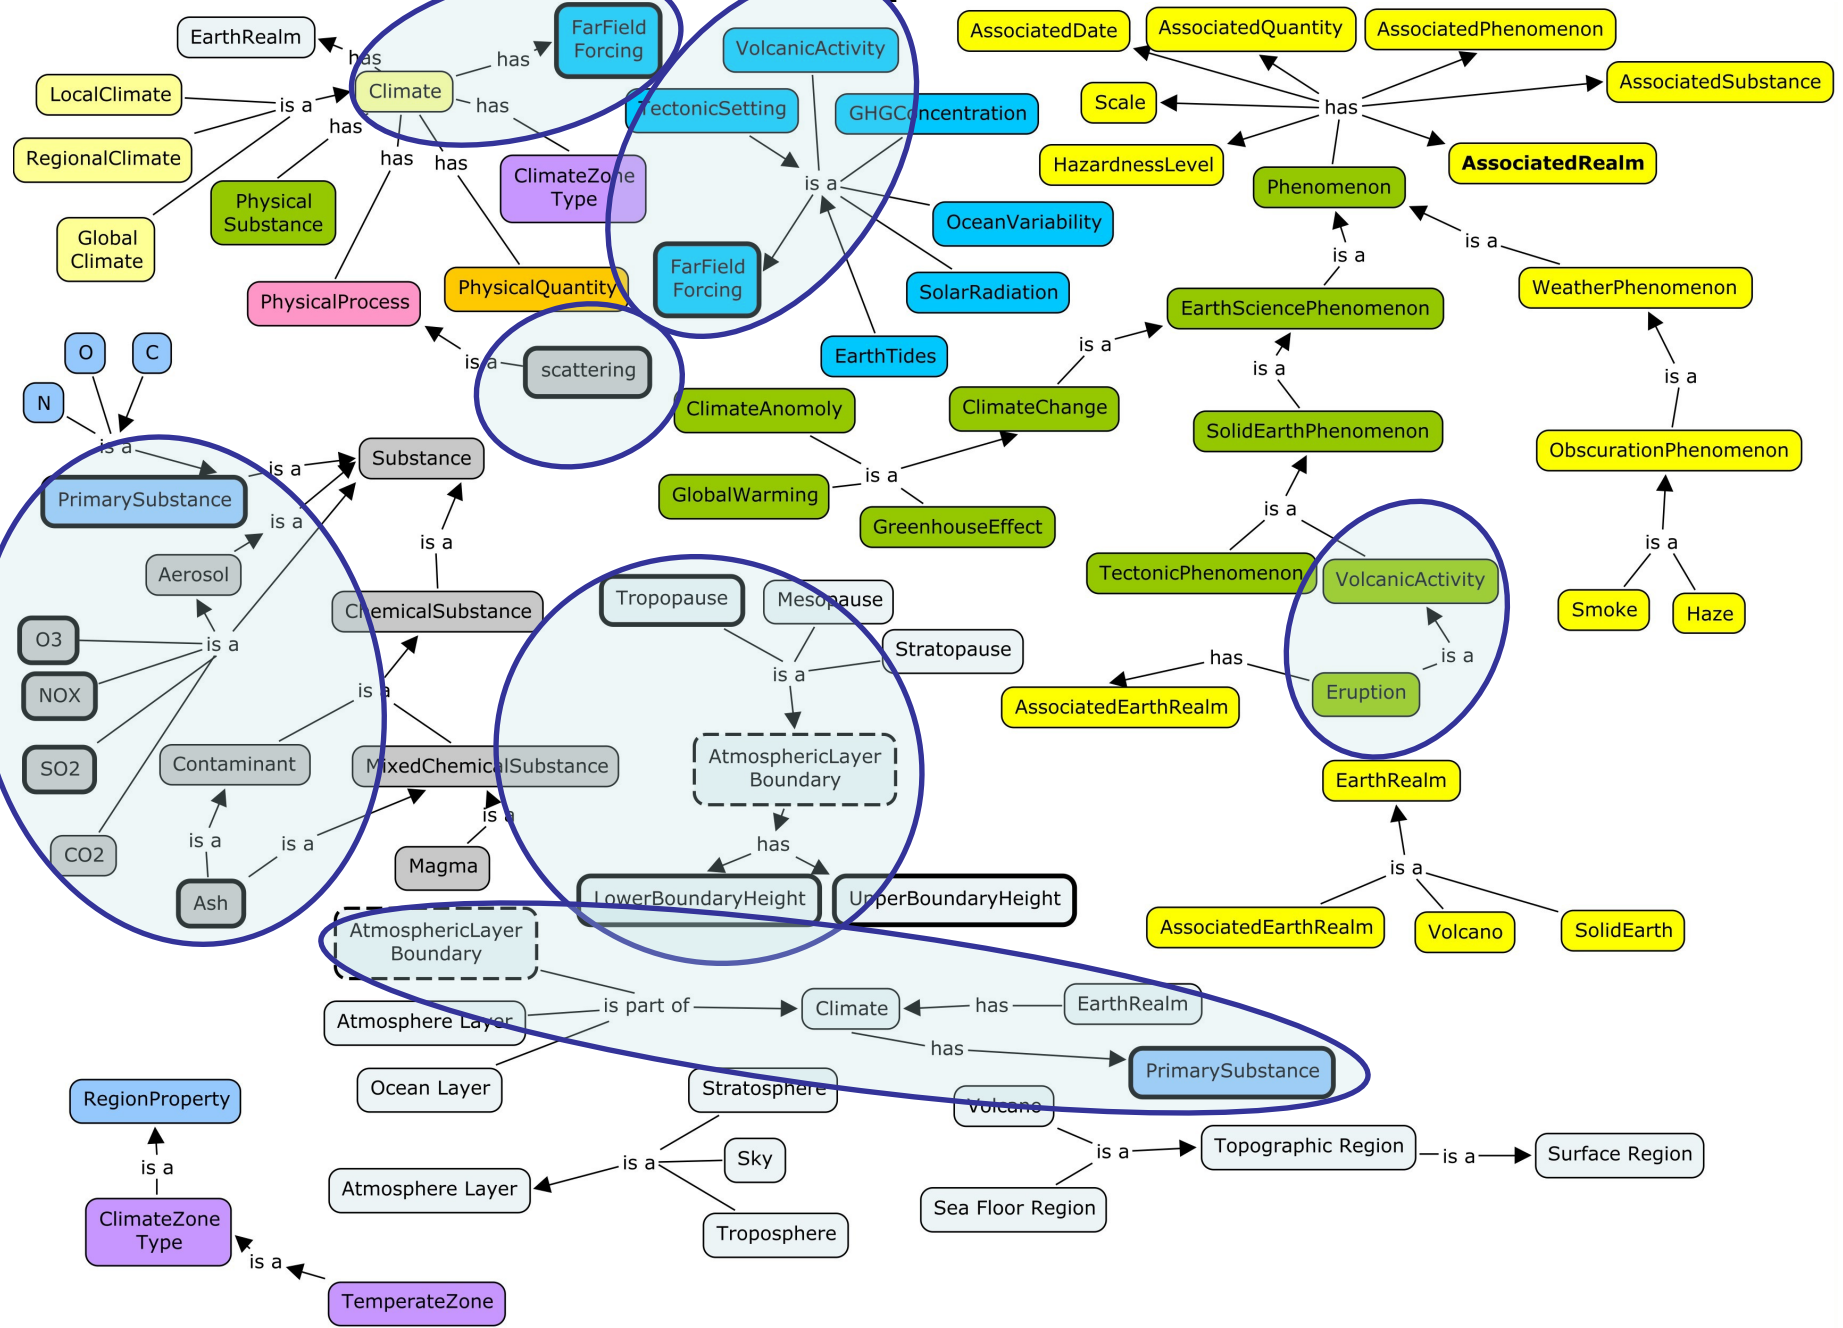 EarthRealm
has
FarField
Forcing
VolcanicActivity
AssociatedDate
AssociatedQuantity
AssociatedPhenomenon
LocalClimate
is a
Climate
has
has
TectonicSetting
GHGConcentration
Scale
has
AssociatedSubstance
RegionalClimate
has
has
has
ClimateZone
Type
is a
HazardnessLevel
Phenomenon
AssociatedRealm
Physical
Substance
Global
Climate
OceanVariability
is a
is a
PhysicalProcess
PhysicalQuantity
FarField
Forcing
SolarRadiation
EarthSciencePhenomenon
WeatherPhenomenon
O
C
is a
scattering
EarthTides
is a
is a
is a
N
ClimateAnomoly
ClimateChange
SolidEarthPhenomenon
is a
is a
Substance
is a
ObscurationPhenomenon
PrimarySubstance
is a
GlobalWarming
GreenhouseEffect
is a
is a
is a
Aerosol
ChemicalSubstance
Tropopause
Mesopause
TectonicPhenomenon
VolcanicActivity
Smoke
Haze
O3
is a
Stratopause
has
is a
NOX
is a
is a
AssociatedEarthRealm
Eruption
SO2
Contaminant
MixedChemicalSubstance
AtmosphericLayer
Boundary
EarthRealm
is a
is a
is a
has
CO2
Magma
is a
Ash
LowerBoundaryHeight
UpperBoundaryHeight
AssociatedEarthRealm
Volcano
SolidEarth
AtmosphericLayer
Boundary
Atmosphere Layer
is part of
Climate
has
EarthRealm
has
Ocean Layer
PrimarySubstance
RegionProperty
Stratosphere
Volcano
is a
is a
Sky
is a
Topographic Region
is a
Surface Region
Atmosphere Layer
Sea Floor Region
ClimateZone
Type
Troposphere
is a
TemperateZone